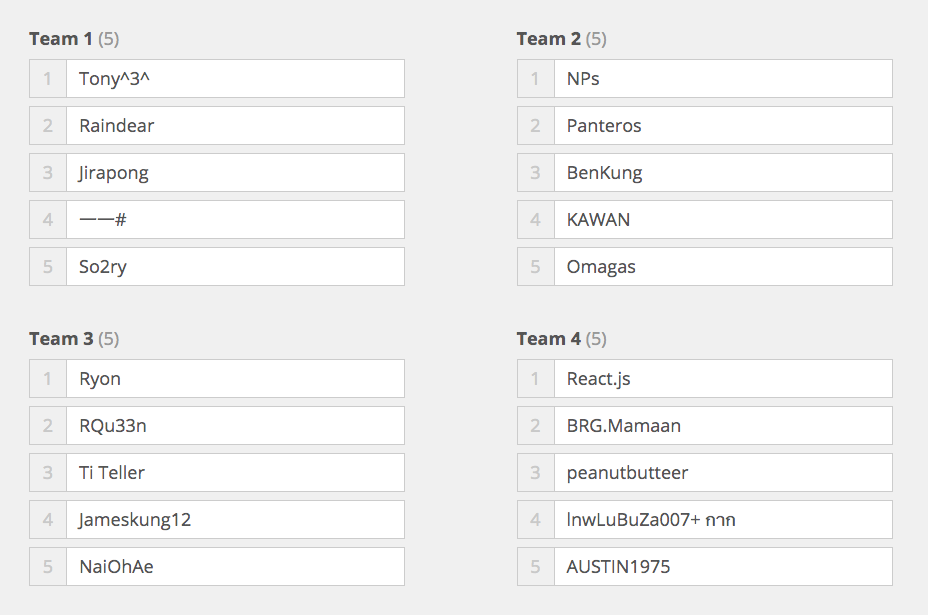 Team 1 (5)
1 Tony^3^
2 Raindear
3 Jirapong
4 一一#
5 So2ry
Team 2 (5)
1 NPs
2 Panteros
3 BenKung
4 KAWAN
5 Omagas
Team 3 (5)
1 Ryon
2 RQu33n
3 Ti Teller
4 Jameskung12
5 NaiOhAe
Team 4 (5)
1 React.js
2 BRG.Mamaan
3 peanutbutteer
4 lnwLuBuZa007+ กาก
5 AUSTIN1975